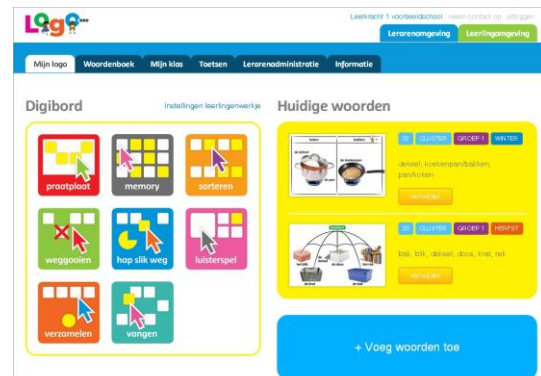 Logo
Leerkracht 1 voorbeeldschool neem contact op uitloggen
Lerarenomgeving Leerlingomgeving
Mijn logo Woordenboek Mijn klas Toetsen Lerarenadministratie Informatie
Digibord
Instellingen leerlingenwerkje
praatplaat memory sorteren
weggooien hap slik weg luisterspel
verzamelen vangen
Huidige woorden
CLUSTER GROEP 1 WINTER
deksel, koekenpan/bakken,
pan/koken
verwijder
CLUSTER GROEP 1 HERFST
bak, blik, deksel, doos, krat, rek
verwijder
+ Voeg woorden toe